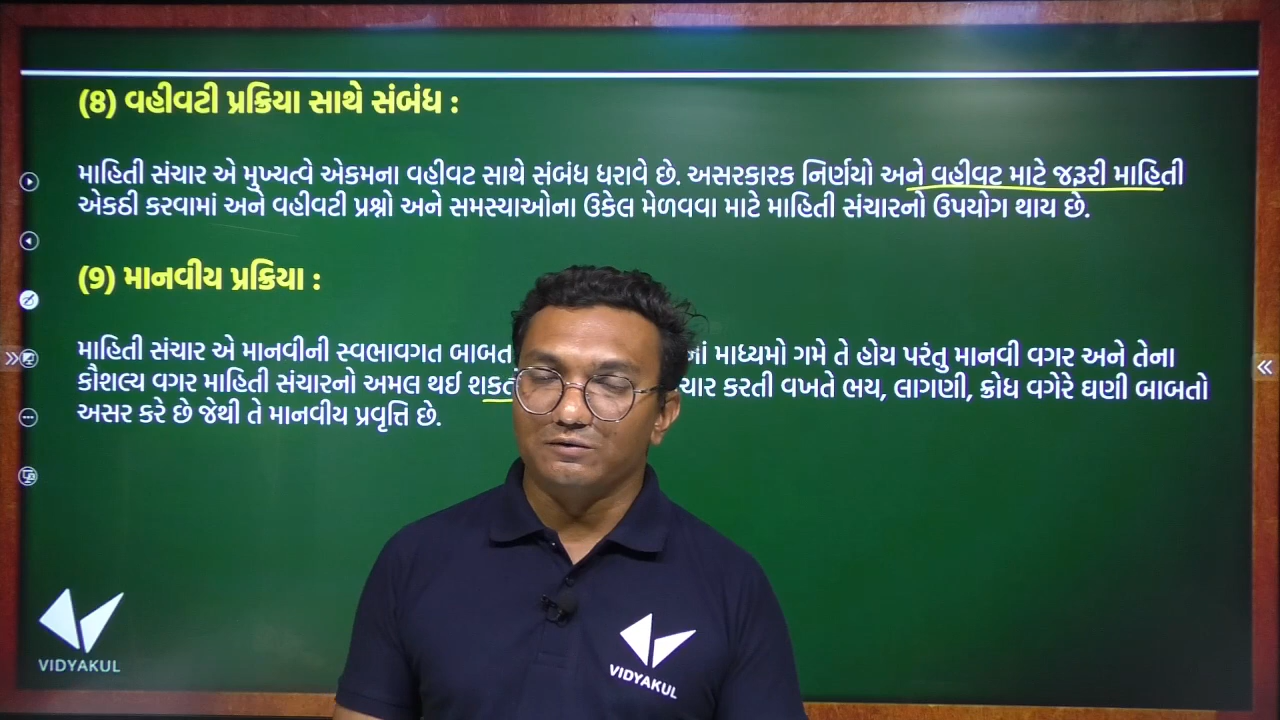 (8) વહીવટી પ્રક્રિયા સાથે સંબંધ :
માહિતી સંચાર એ મુખ્યત્વે એકમના વહીવટ સાથે સંબંધ ધરાવે છે. અસરકારક નિર્ણયો અને વહીવટ માટે જરૂરી માહિતી
એકઠી કરવામાં અને વહીવટી પ્રશ્નો અને સમસ્યાઓના ઉકેલ મેળવવા માટે માહિતી સંચારનો ઉપયોગ થાય છે.
(9) માનવીય પ્રક્રિયા :
માહિતી સંચાર એ માનવીની સ્વભાવગત બાબત માધ્યમો ગમે તે હોય પરંતુ માનવી વગર અને તેના
કૌશલ્ય વગર માહિતી સંચારનો અમલ થઈ કરતી વખતે ભય, લાગણી, ક્રોધ વગેરે ઘણી બાબતો
અસર કરે છે જેથી તે માનવીય પ્રવૃત્તિ છે.
VIDYAKUL
VIDYAKUL